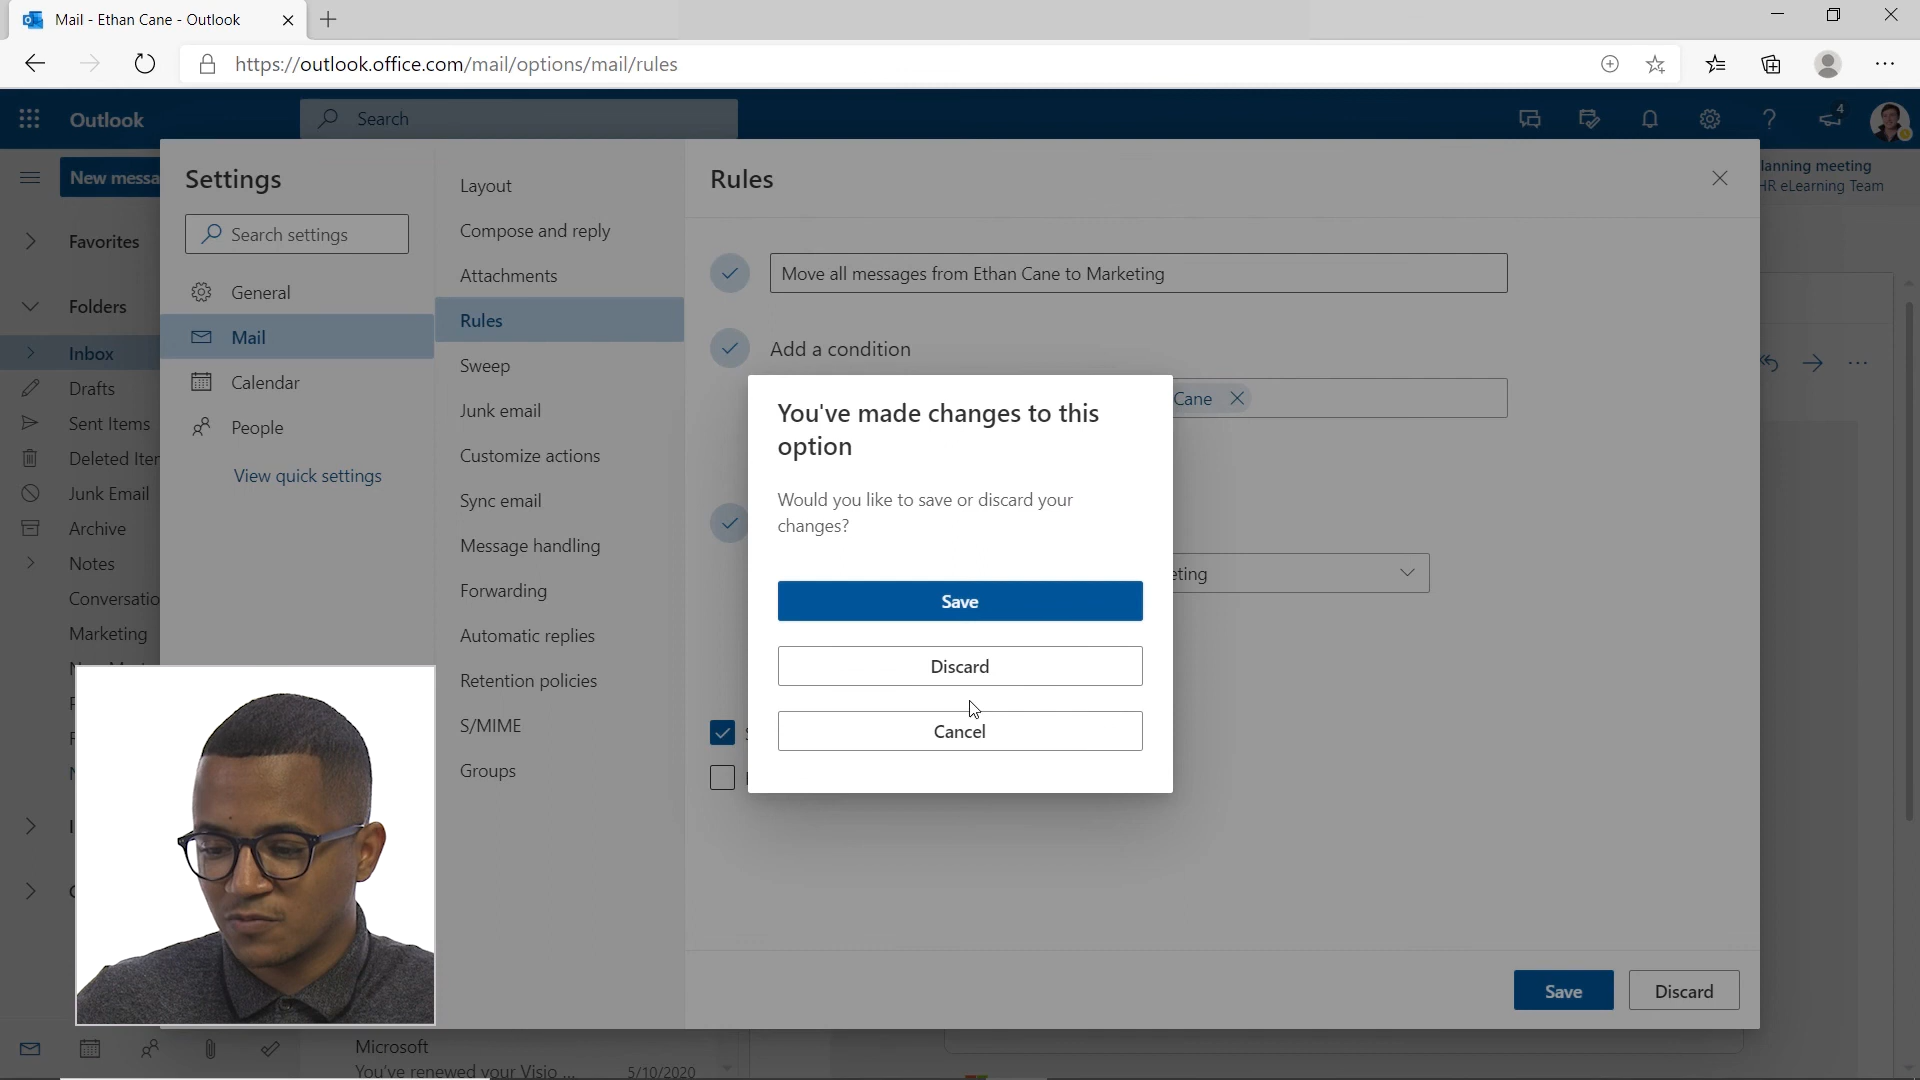 Mail - Ethan Cane - Outlook
https://outlook.office.com/mail/options/mail/rules
Outlook
Search
4
New messa
anning meeting
HR eLearning Team
Favorites
Folders
Inbox
Drafts
Sent Items
Deleted Iter
Junk Email
Archive
Notes
Conversatio
Marketing
Settings
Search settings
General
Mail
Calendar
People
View quick settings
Layout
Compose and reply
Attachments
Rules
Sweep
Junk email
Customize actions
Sync email
Message handling
Forwarding
Automatic replies
Retention policies
S/MIME
Groups
Rules
Move all messages from Ethan Cane to Marketing
Add a condition
Cane
eting
You've made changes to this
option
Would you like to save or discard your
changes?
Save
Discard
Cancel
Save
Discard
Microsoft
You've renewed your Visio ...
5/10/2020